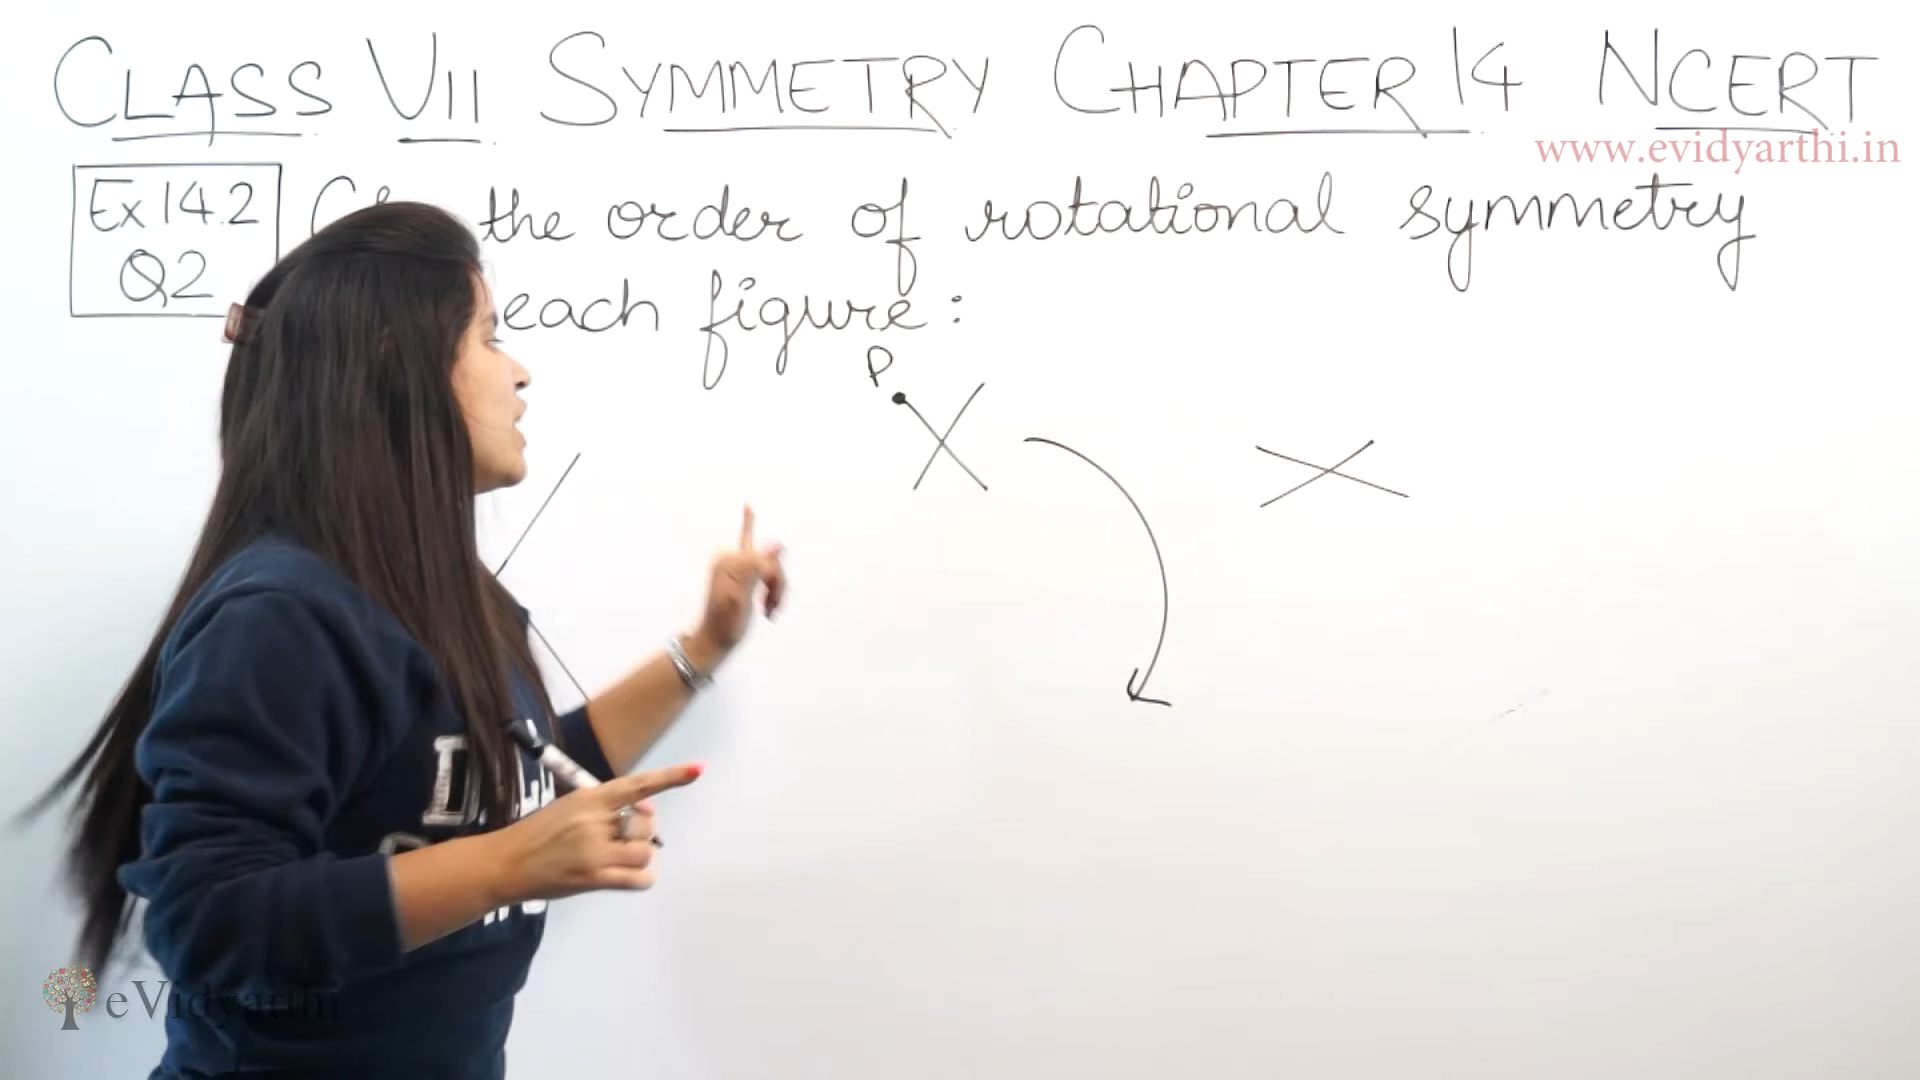 CLASS VII SYMMETRY CHAPTER 14 NCERT
www.evidyarthi.in
Ex 14.2
Q2
the order of rotational symmetry
each figure:
P
eVidyarthi